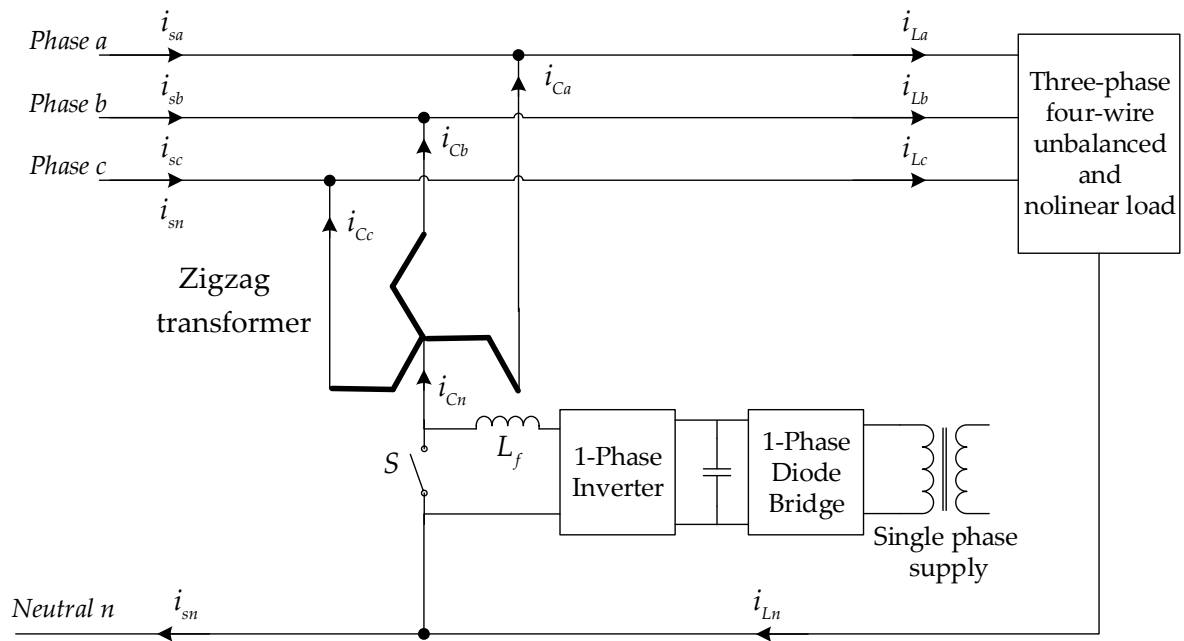 Phase a
i_sa
i_La
i_Ca
Phase b
i_sb
i_Lb
i_Cb
Phase c
i_sc
i_Lc
i_sn
i_Cc
Three-phase
four-wire
unbalanced
and
nolinear load
Zigzag
transformer
i_Cn
S
L_f
1-Phase
Inverter
1-Phase
Diode
Bridge
Single phase
supply
Neutral n
i_sn
i_Ln